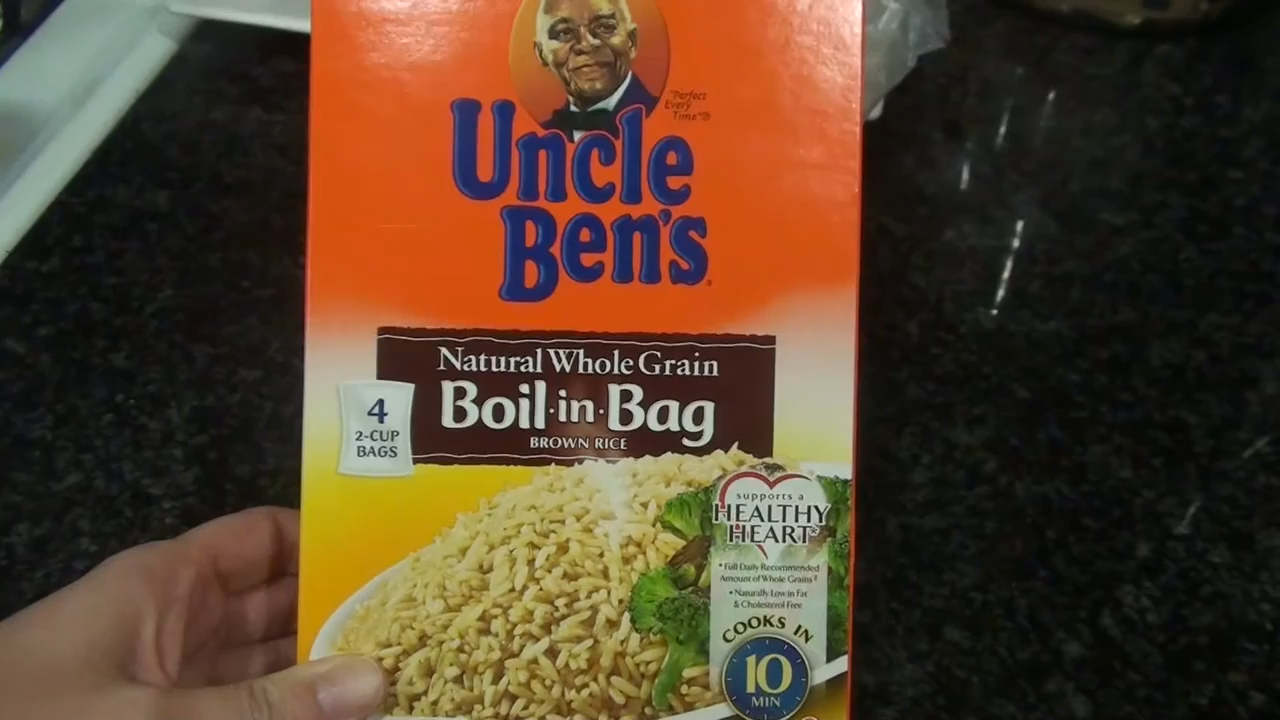 "Perfect
Every
Time"®
Uncle
Ben's
Natural Whole Grain
Boil·in·Bag
BROWN RICE
4
2-CUP
BAGS
supports a
HEALTHY
HEART*
• Full Daily Recommended
Amount of Whole Grains‡
• Naturally Low in Fat
& Cholesterol Free
COOKS IN
10
MIN